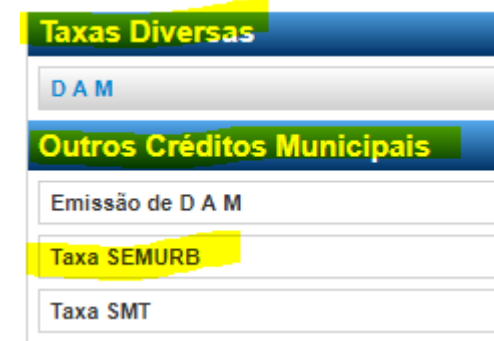 Taxas Diversas
D A M
Outros Créditos Municipais
Emissão de D A M
Taxa SEMURB
Taxa SMT